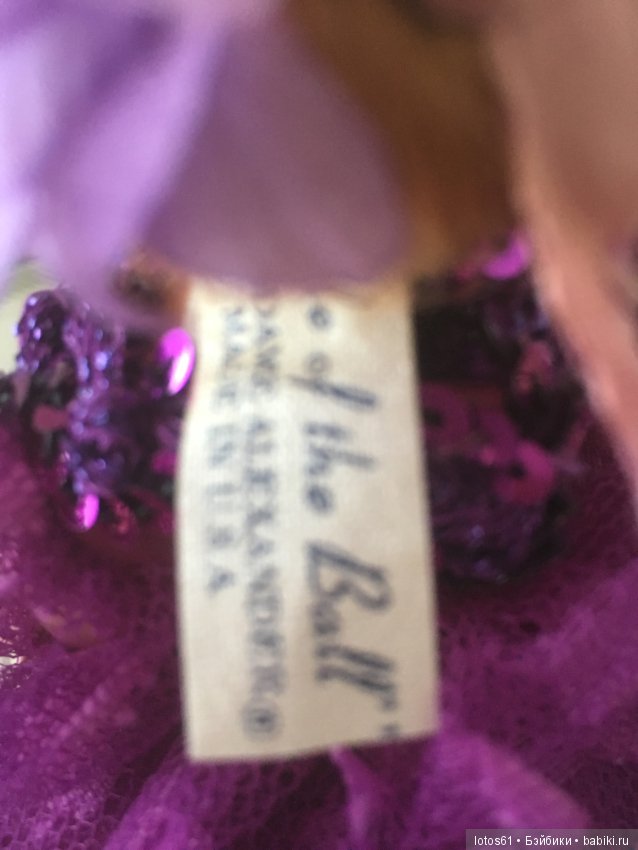 of the Ball"
ALEXANDER®
MADE IN U S A
lotos61 • Бэйбики • babiki.ru